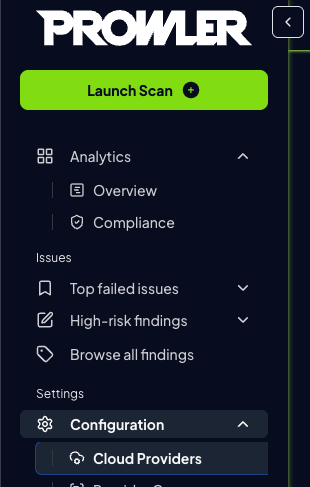 PROWLER
Launch Scan
Analytics
Overview
Compliance
Issues
Top failed issues
High-risk findings
Browse all findings
Settings
Configuration
Cloud Providers